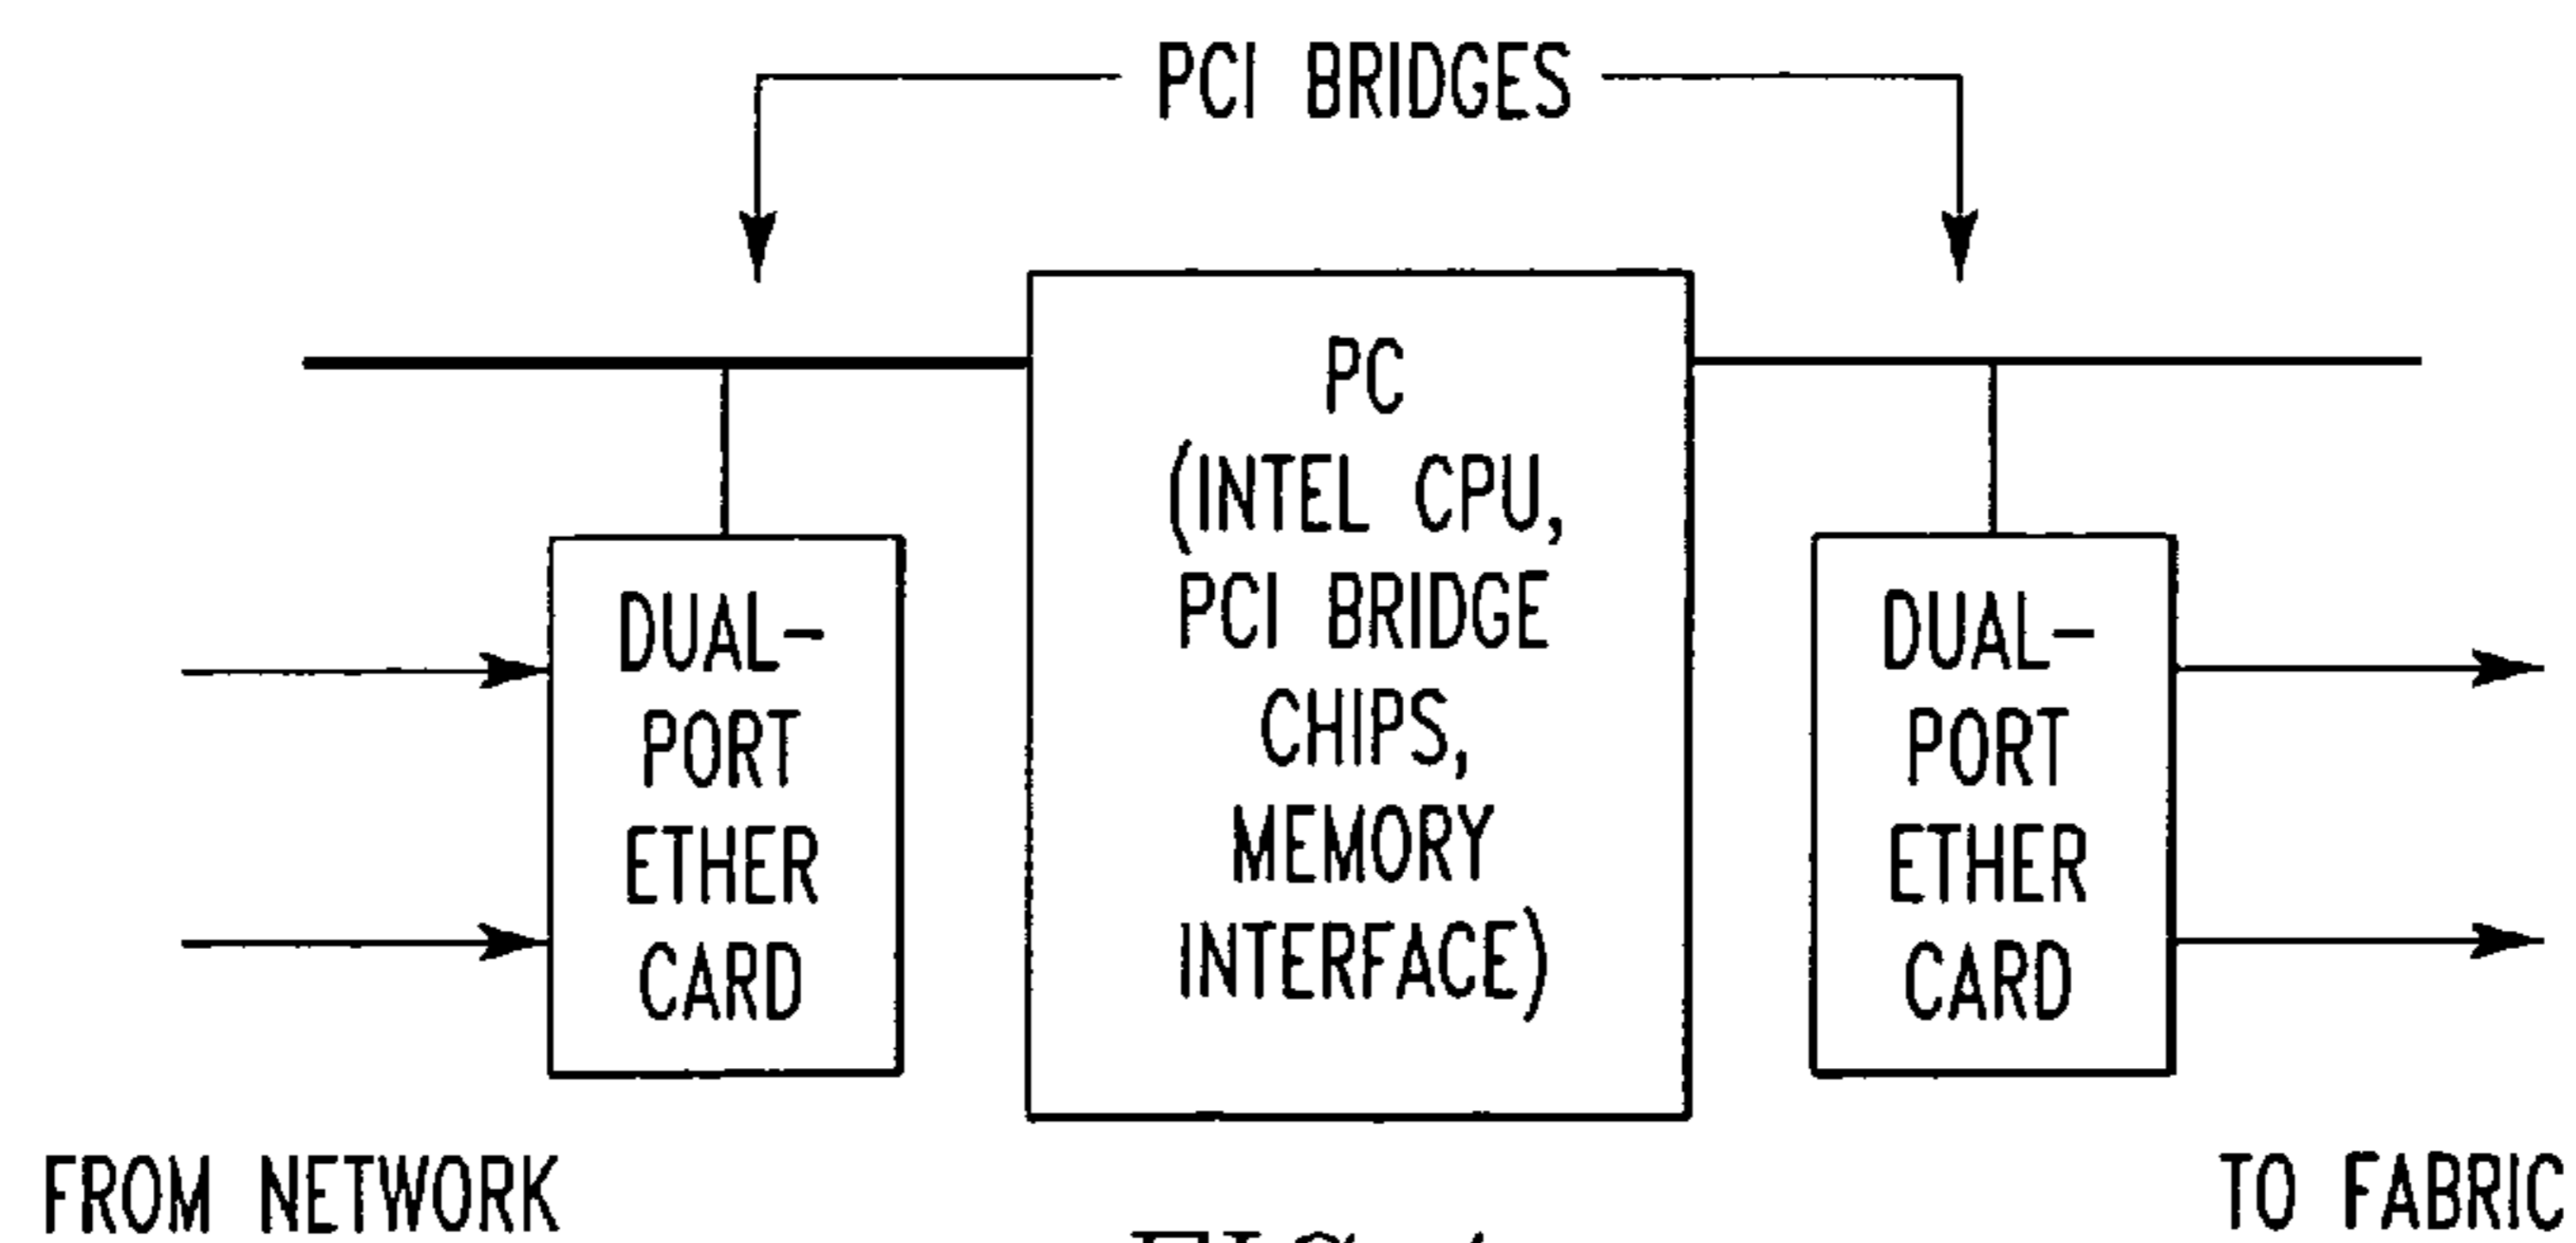 PCI BRIDGES
PC
(INTEL CPU,
PCI BRIDGE
CHIPS,
MEMORY
INTERFACE)
DUAL-
PORT
ETHER
CARD
DUAL-
PORT
ETHER
CARD
FROM NETWORK
TO FABRIC